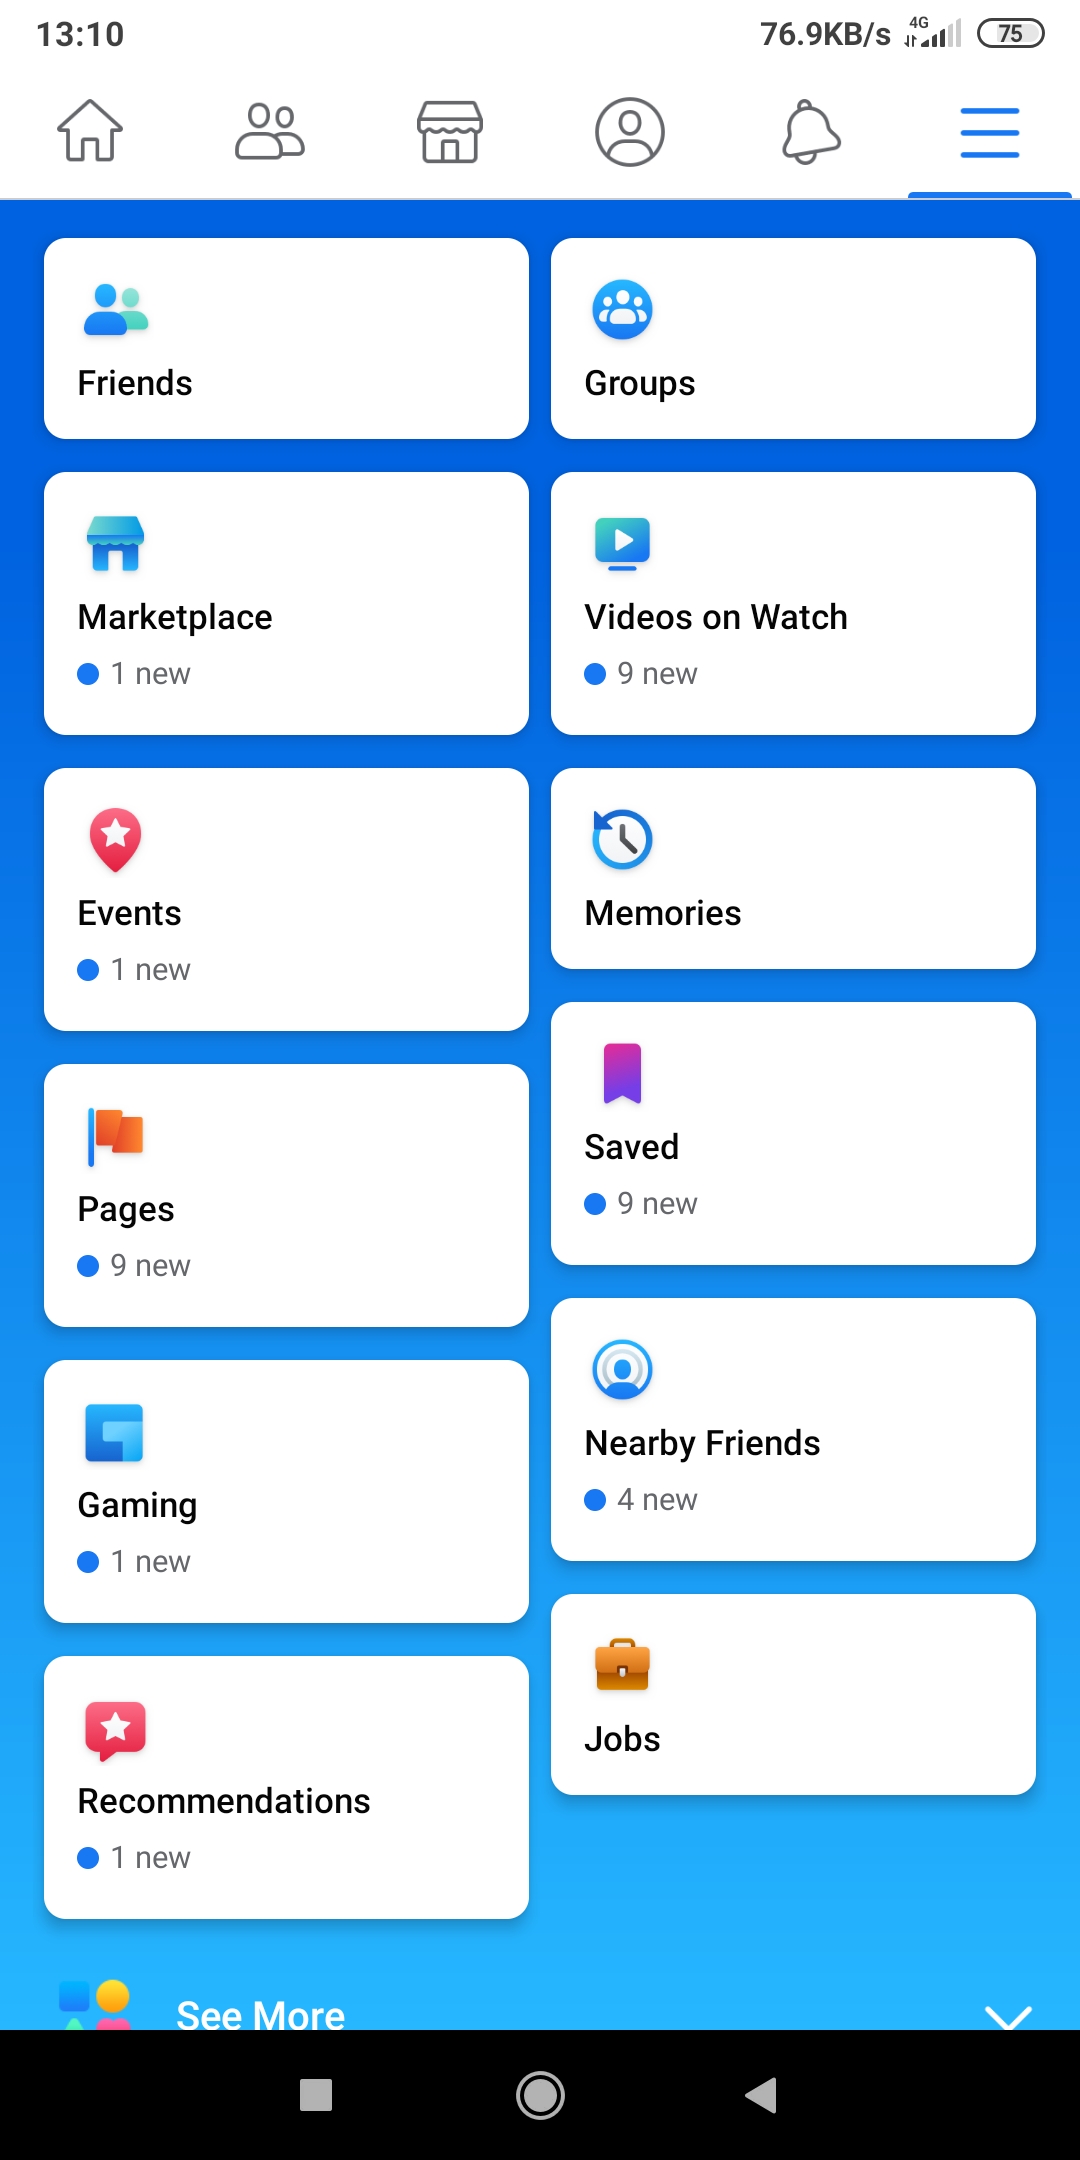 13:10
76.9KB/s 4G 75
Friends
Groups
Marketplace
1 new
Videos on Watch
9 new
Events
1 new
Memories
Pages
9 new
Saved
9 new
Gaming
1 new
Nearby Friends
4 new
Recommendations
1 new
Jobs
See More